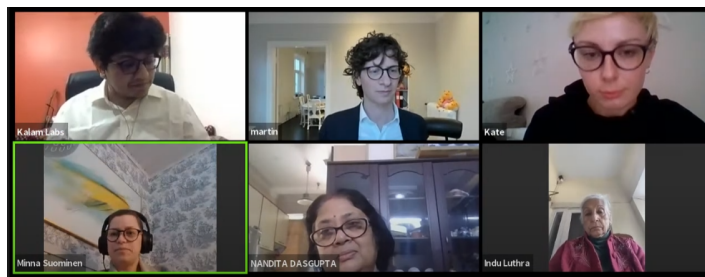 Kalam Labs
martin
Kate
Minna Suominen
NANDITA DASGUPTA
Indu Luthra